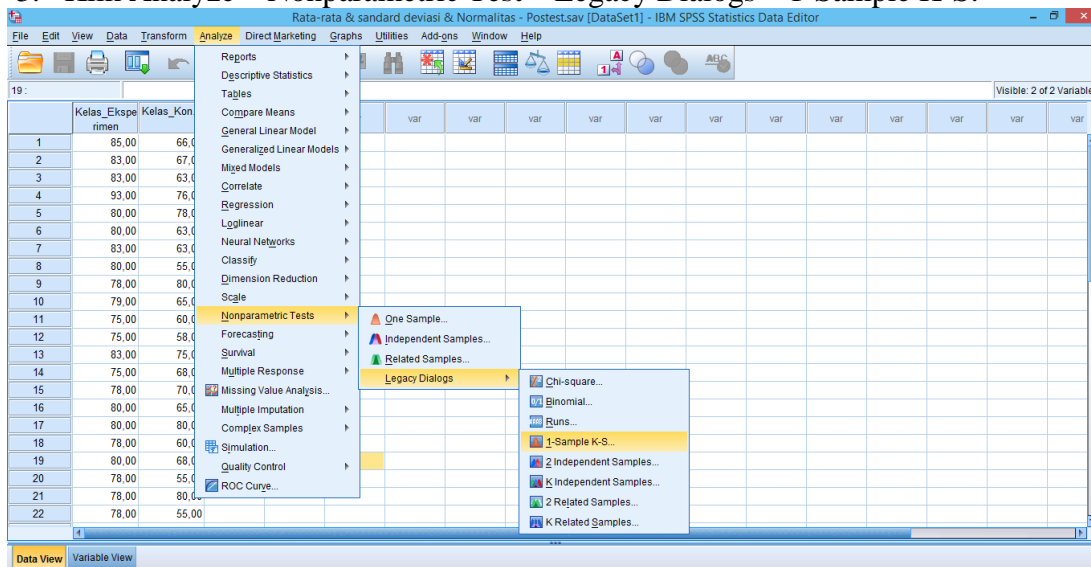 Rata-rata & sandard deviasi & Normalitas - Postest.sav [DataSet1] - IBM SPSS Statistics Data Editor
File Edit View Data Transform Analyze Direct Marketing Graphs Utilities Add-ons Window Help
19 :
Visible: 2 of 2 Variable
Kelas_Ekspe
rimen
Kelas_Kon
var var var var var var var var var var
1 85,00 66,0
2 83,00 67,0
3 83,00 63,0
4 93,00 76,0
5 80,00 78,0
6 80,00 63,0
7 83,00 63,0
8 80,00 55,0
9 78,00 80,0
10 79,00 65,0
11 75,00 60,0
12 75,00 58,0
13 83,00 75,0
14 75,00 68,0
15 78,00 70,0
16 80,00 65,0
17 80,00 80,0
18 78,00 60,0
19 80,00 68,0
20 78,00 55,0
21 78,00 80,00
22 78,00 55,00
Reports
Descriptive Statistics
Tables
Compare Means
General Linear Model
Generalized Linear Models
Mixed Models
Correlate
Regression
Loglinear
Neural Networks
Classify
Dimension Reduction
Scale
Nonparametric Tests
Forecasting
Survival
Multiple Response
Missing Value Analysis...
Multiple Imputation
Complex Samples
Simulation...
Quality Control
ROC Curve...
One Sample...
Independent Samples...
Related Samples...
Legacy Dialogs
Chi-square...
Binomial...
Runs...
1-Sample K-S...
2 Independent Samples...
K Independent Samples...
2 Related Samples...
K Related Samples...
Data View Variable View